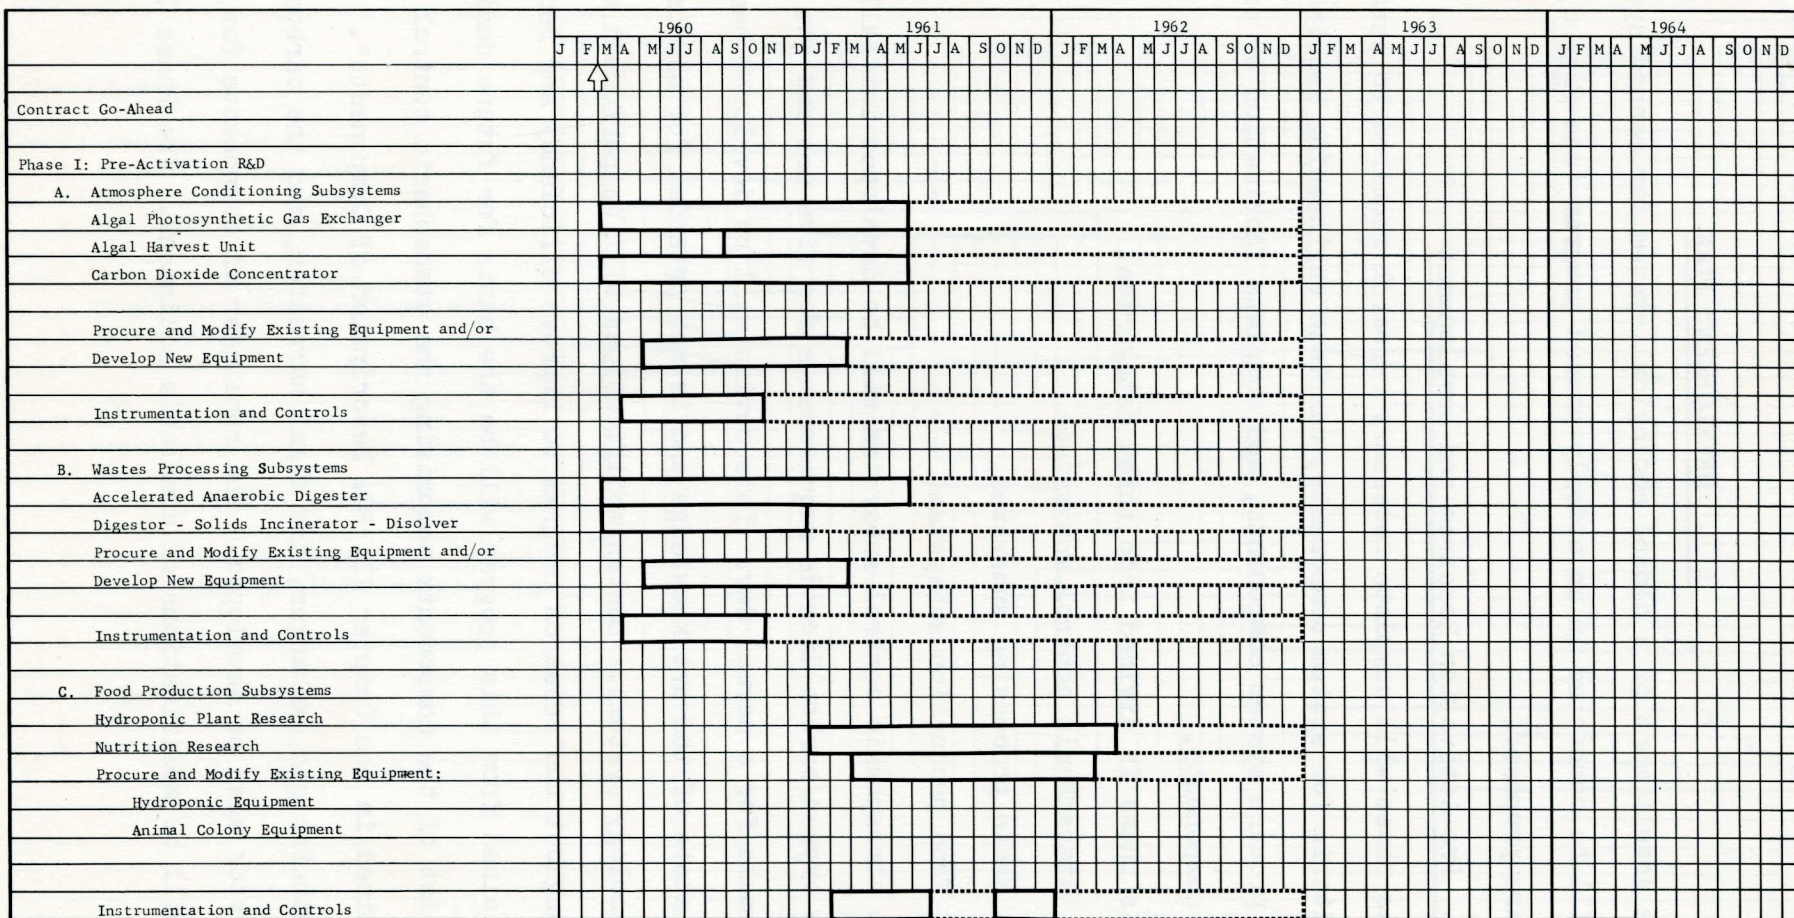 1960 1961 1962 1963 1964
J F M A M J J A S O N D J F M A M J J A S O N D J F M A M J J A S O N D J F M A M J J A S O N D J F M A M J J A S O N D
Contract Go-Ahead
Phase I: Pre-Activation R&D
A. Atmosphere Conditioning Subsystems
Algal Photosynthetic Gas Exchanger
Algal Harvest Unit
Carbon Dioxide Concentrator
Procure and Modify Existing Equipment and/or
Develop New Equipment
Instrumentation and Controls
B. Wastes Processing Subsystems
Accelerated Anaerobic Digester
Digestor - Solids Incinerator - Disolver
Procure and Modify Existing Equipment and/or
Develop New Equipment
Instrumentation and Controls
C. Food Production Subsystems
Hydroponic Plant Research
Nutrition Research
Procure and Modify Existing Equipment:
Hydroponic Equipment
Animal Colony Equipment
Instrumentation and Controls